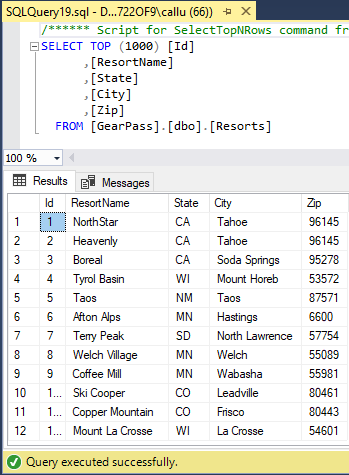 SQLQuery19.sql - D...722OF9\callu (66))
/****** Script for SelectTopNRows command fr
SELECT TOP (1000) [Id]
,[ResortName]
,[State]
,[City]
,[Zip]
FROM [GearPass].[dbo].[Resorts]
100 %
Results Messages
Id ResortName State City Zip
1 1 NorthStar CA Tahoe 96145
2 2 Heavenly CA Tahoe 96145
3 3 Boreal CA Soda Springs 95278
4 4 Tyrol Basin WI Mount Horeb 53572
5 5 Taos NM Taos 87571
6 6 Afton Alps MN Hastings 6600
7 7 Terry Peak SD North Lawrence 57754
8 8 Welch Village MN Welch 55089
9 9 Coffee Mill MN Wabasha 55981
10 1... Ski Cooper CO Leadville 80461
11 1... Copper Mountain CO Frisco 80443
12 1... Mount La Crosse WI La Crosse 54601
Query executed successfully.